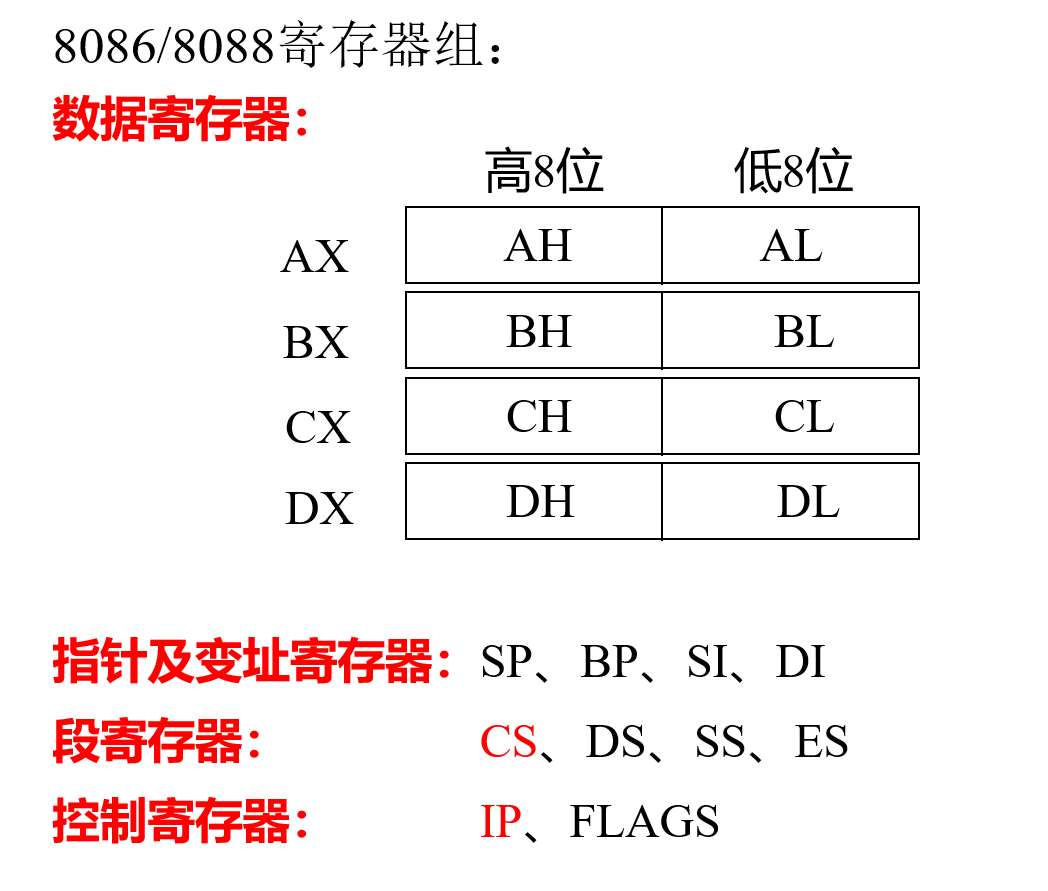 8086/8088寄存器组：
数据寄存器：
高8位 低8位
AX AH AL
BX BH BL
CX CH CL
DX DH DL
指针及变址寄存器：SP、BP、SI、DI
段寄存器： CS、DS、SS、ES
控制寄存器： IP、FLAGS